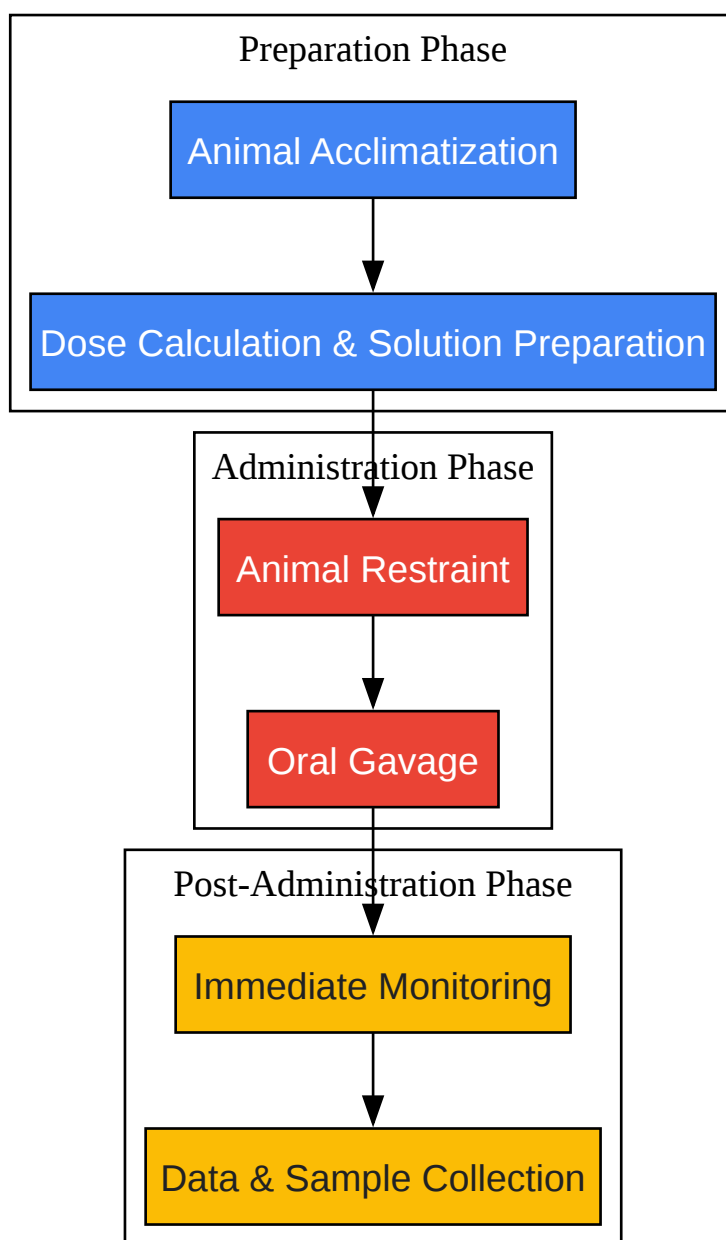 Preparation Phase
Animal Acclimatization
Dose Calculation & Solution Preparation
Administration Phase
Animal Restraint
Oral Gavage
Post-Administration Phase
Immediate Monitoring
Data & Sample Collection